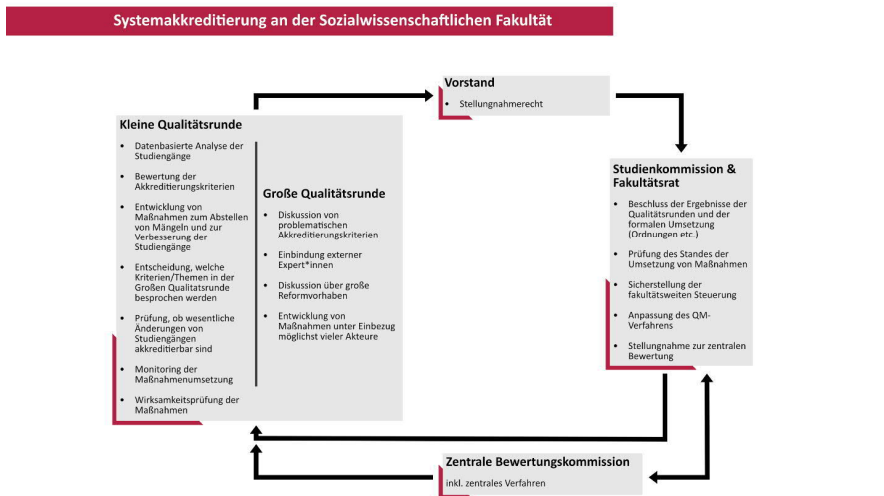 Systemakkreditierung an der Sozialwissenschaftlichen Fakultät
Vorstand
• Stellungnahmerecht
Kleine Qualitätsrunde
• Datenbasierte Analyse der
Studiengänge
• Bewertung der
Akkreditierungskriterien
• Entwicklung von
Maßnahmen zum Abstellen
von Mängeln und zur
Verbesserung der
Studiengänge
• Entscheidung, welche
Kriterien/Themen in der
Großen Qualitatsrunde
besprochen werden
• Prüfung, ob wesentliche
Änderungen von
Studiengängen
akkreditierbar sind
• Monitoring der
Maßnahmenumsetzung
• Wirksamkeitsprüfung der
Maßnahmen
Große Qualitätsrunde
• Diskussion von
problematischen
Akkreditierungskriterien
• Einbindung externer
Expert*innen
• Diskussion über große
Reformvorhaben
• Entwicklung von
Maßnahmen unter Einbezug
möglichst vieler Akteure
Studienkommission &
Fakultätsrat
• Beschluss der Ergebnisse der
Qualitätsrunden und der
formalen Umsetzung
(Ordnungen etc.)
• Prüfung des Standes der
Umsetzung von Maßnahmen
• Sicherstellung der
fakultätsweiten Steuerung
• Anpassung des QM-
Verfahrens
• Stellungnahme zur zentralen
Bewertung
Zentrale Bewertungskommission
inkl. zentrales Verfahren